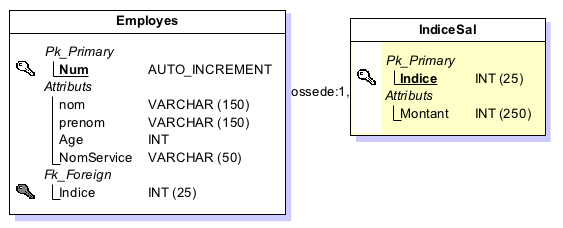 Employes
Pk_Primary
Num AUTO_INCREMENT
Attributs
nom VARCHAR (150)
prenom VARCHAR (150)
Age INT
NomService VARCHAR (50)
Fk_Foreign
Indice INT (25)
ossede:1,
IndiceSal
Pk_Primary
Indice INT (25)
Attributs
Montant INT (250)